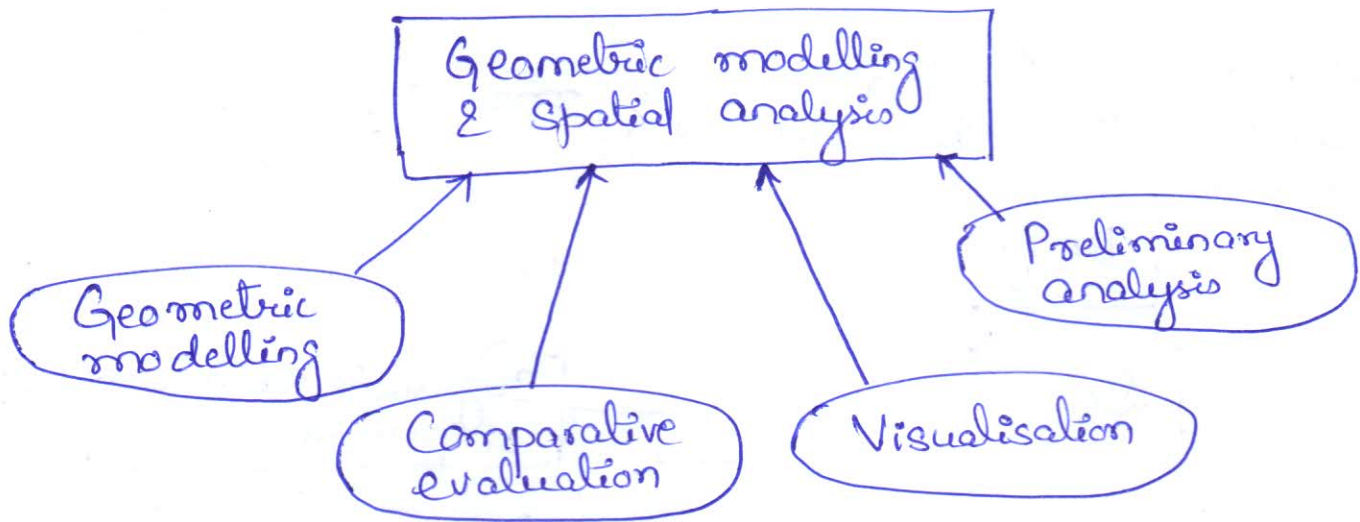 Geometric modelling
& Spatial analysis
Preliminary
analysis
Geometric
modelling
Comparative
evaluation
Visualisation